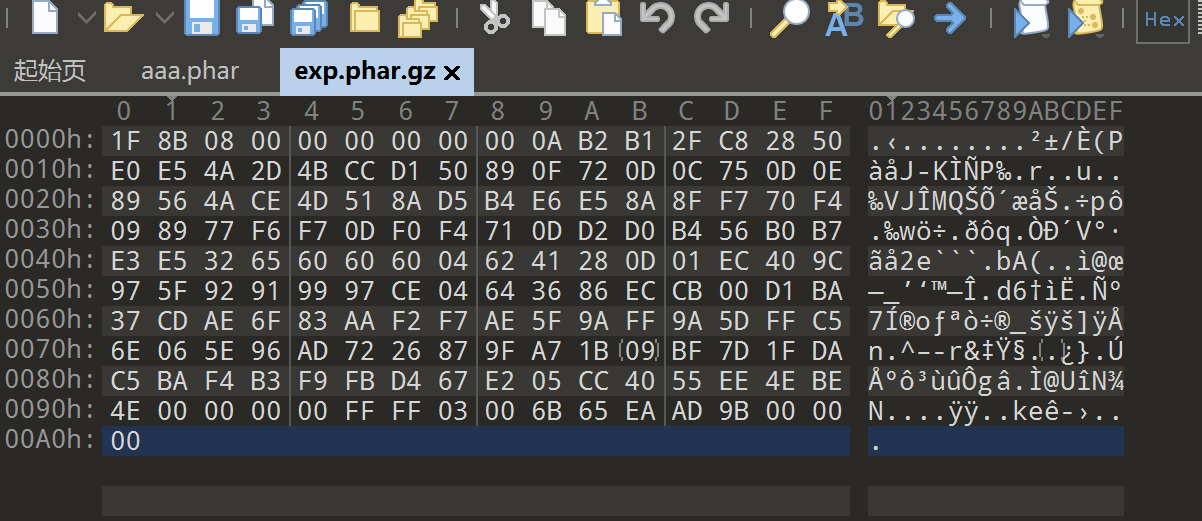 Hex
起始页 aaa.phar exp.phar.gz ×
0 1 2 3 4 5 6 7 8 9 A B C D E F 0123456789ABCDEF
0000h: 1F 8B 08 00 00 00 00 00 00 0A B2 B1 2F C8 28 50 .‹........²±/È(P
0010h: E0 E5 4A 2D 4B CC D1 50 89 0F 72 0D 0C 75 0D 0E àåJ-KÌÑP‰.r..u..
0020h: 89 56 4A CE 4D 51 8A D5 B4 E6 E5 8A 8F F7 70 F4 ‰VJÎMQŠÕ´æåŠ.÷pô
0030h: 09 89 77 F6 F7 0D F0 F4 71 0D D2 D0 B4 56 B0 B7 .‰wö÷.ðôq.ÒÐ´V°·
0040h: E3 E5 32 65 60 60 60 04 62 41 28 0D 01 EC 40 9C ãå2e```.bA(..ì@œ
0050h: 97 5F 92 91 99 97 CE 04 64 36 86 EC CB 00 D1 BA —_’‘™—Î.d6†ìË.Ñº
0060h: 37 CD AE 6F 83 AA F2 F7 AE 5F 9A FF 9A 5D FF C5 7Í®oƒªò÷®_šÿš]ÿÅ
0070h: 6E 06 5E 96 AD 72 26 87 9F A7 1B 09 BF 7D 1F DA n.^–-r&‡Ÿ§..¿}.Ú
0080h: C5 BA F4 B3 F9 FB D4 67 E2 05 CC 40 55 EE 4E BE Åºô³ùûÔgâ.Ì@UîN¾
0090h: 4E 00 00 00 00 FF FF 03 00 6B 65 EA AD 9B 00 00 N....ÿÿ..keê-›..
00A0h: 00 .